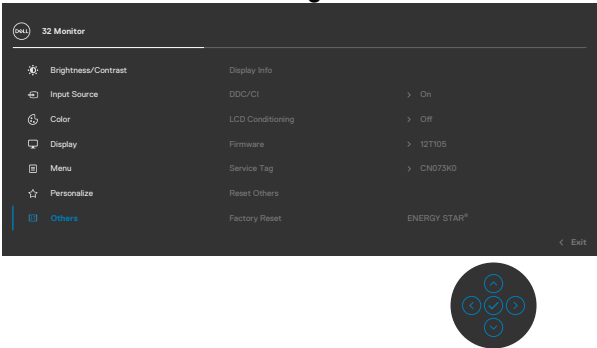 DELL 32 Monitor
Brightness/Contrast Display Info
Input Source DDC/CI > On
Color LCD Conditioning > Off
Display Firmware > 12T105
Menu Service Tag > CN073K0
Personalize Reset Others
Others Factory Reset ENERGY STAR®
< Exit